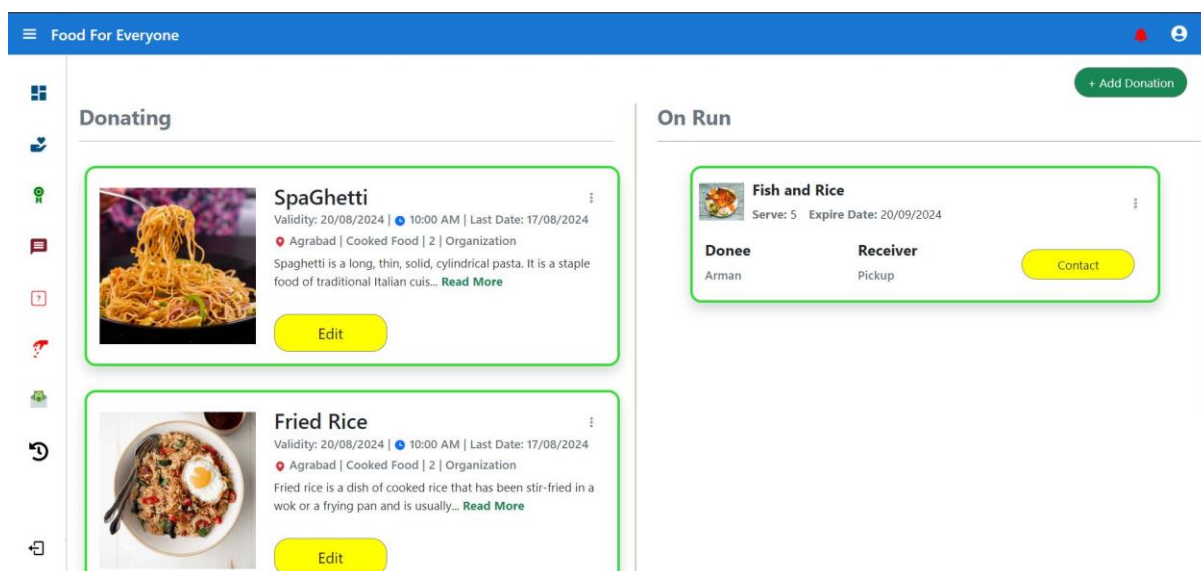 Food For Everyone
+ Add Donation
Donating
SpaGhetti
Validity: 20/08/2024 | 10:00 AM | Last Date: 17/08/2024
Agrabad | Cooked Food | 2 | Organization
Spaghetti is a long, thin, solid, cylindrical pasta. It is a staple
food of traditional Italian cuis... Read More
Edit
Fried Rice
Validity: 20/08/2024 | 10:00 AM | Last Date: 17/08/2024
Agrabad | Cooked Food | 2 | Organization
Fried rice is a dish of cooked rice that has been stir-fried in a
wok or a frying pan and is usually... Read More
Edit
On Run
Fish and Rice
Serve: 5 Expire Date: 20/09/2024
Donee Receiver
Arman Pickup
Contact